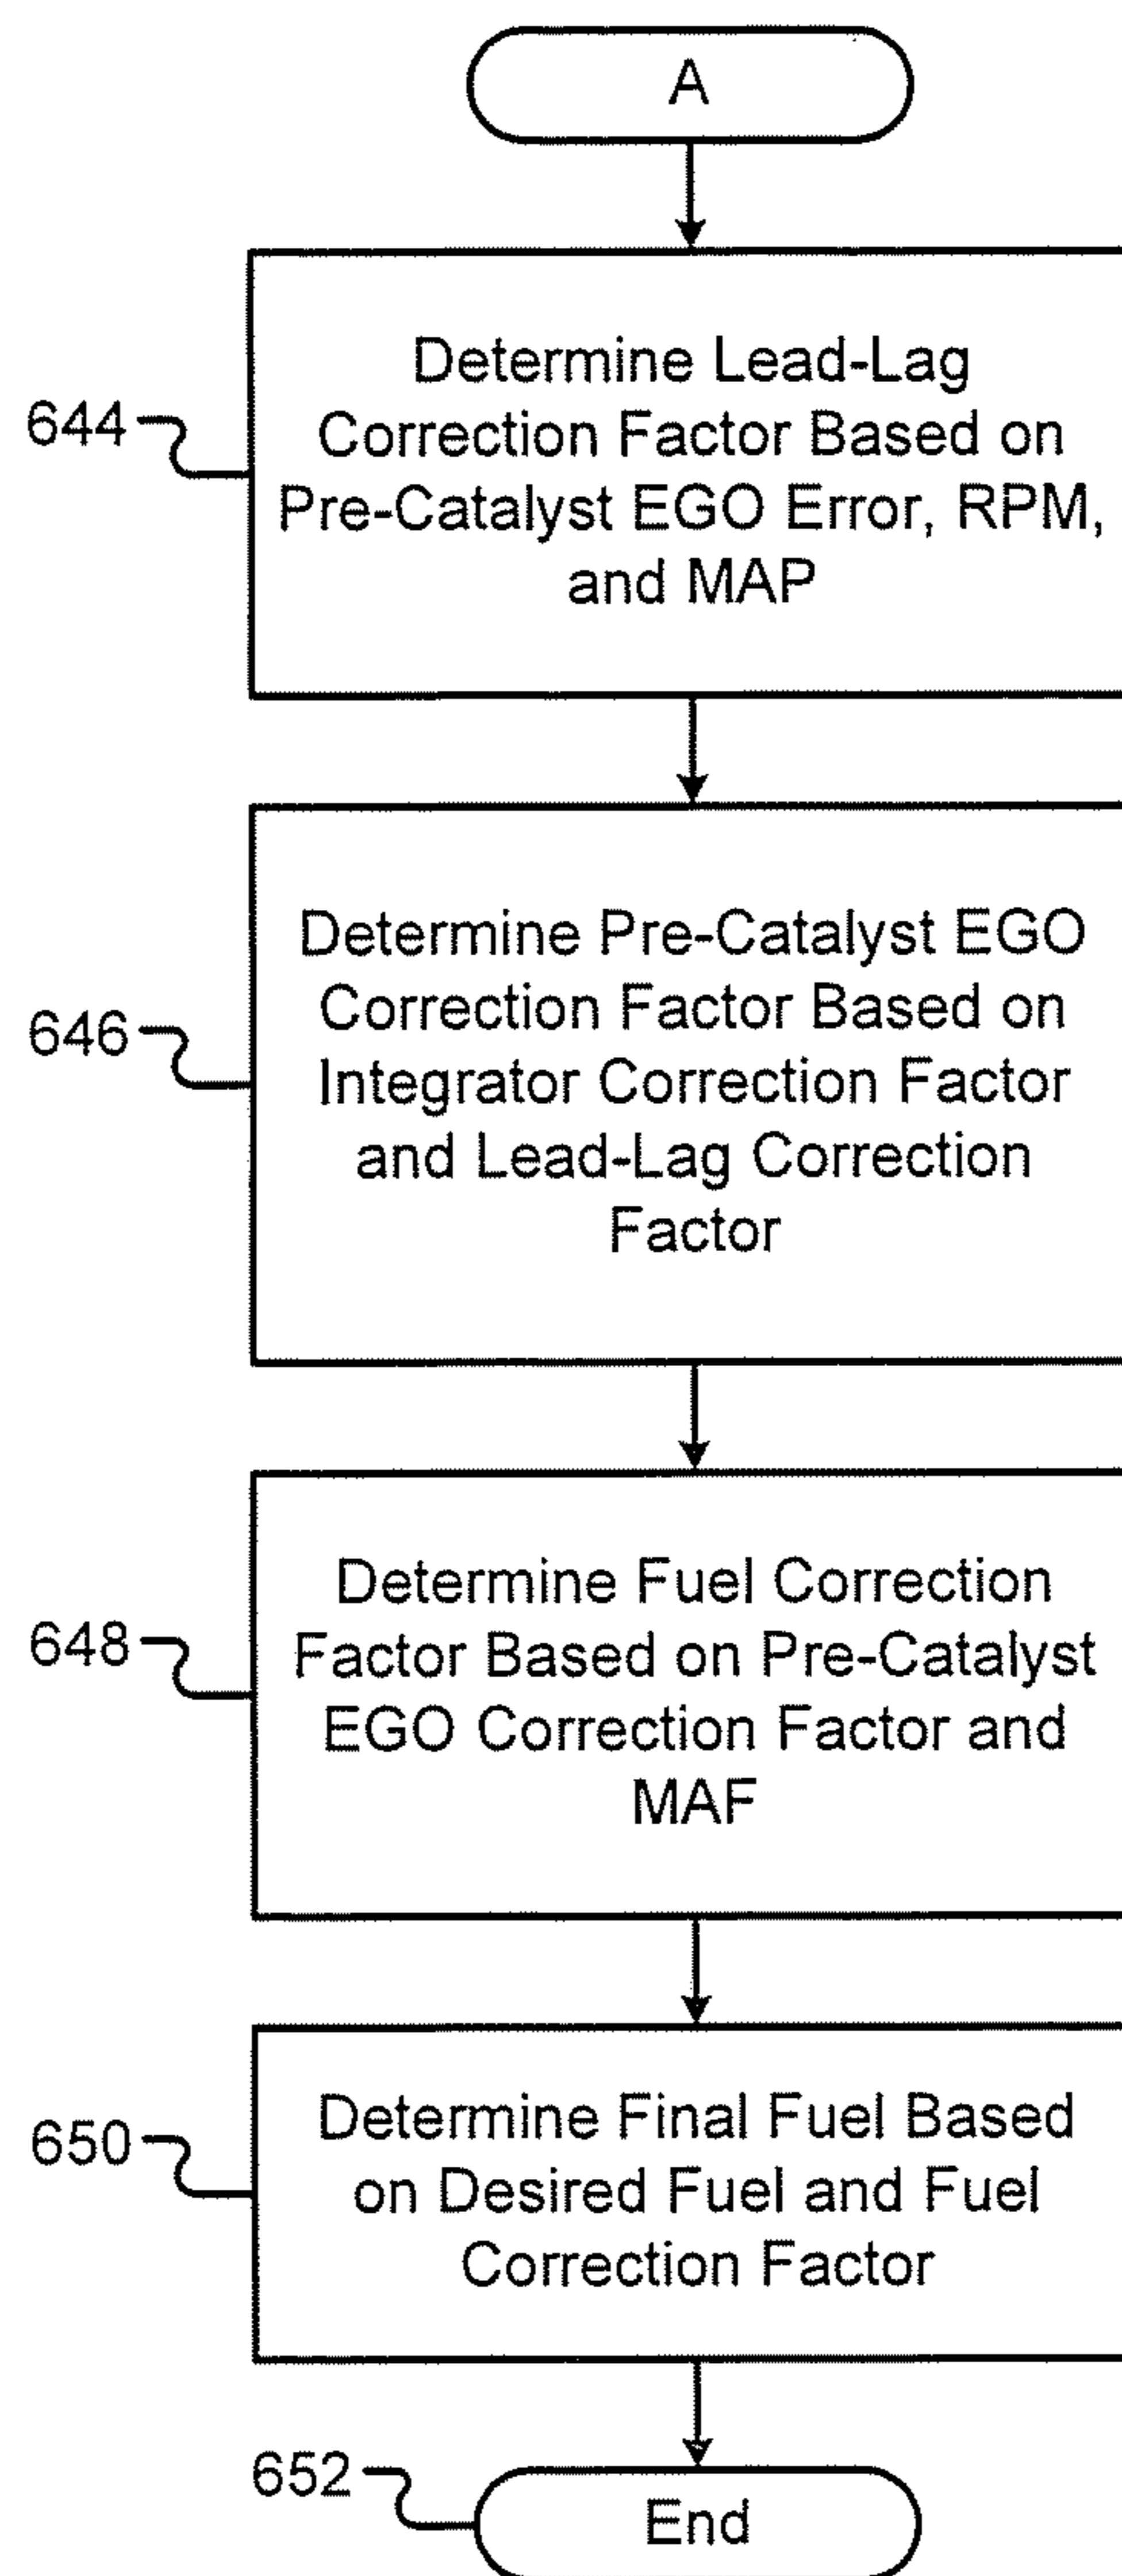 A
644
Determine Lead-Lag
Correction Factor Based on
Pre-Catalyst EGO Error, RPM,
and MAP
646
Determine Pre-Catalyst EGO
Correction Factor Based on
Integrator Correction Factor
and Lead-Lag Correction
Factor
648
Determine Fuel Correction
Factor Based on Pre-Catalyst
EGO Correction Factor and
MAF
650
Determine Final Fuel Based
on Desired Fuel and Fuel
Correction Factor
652
End